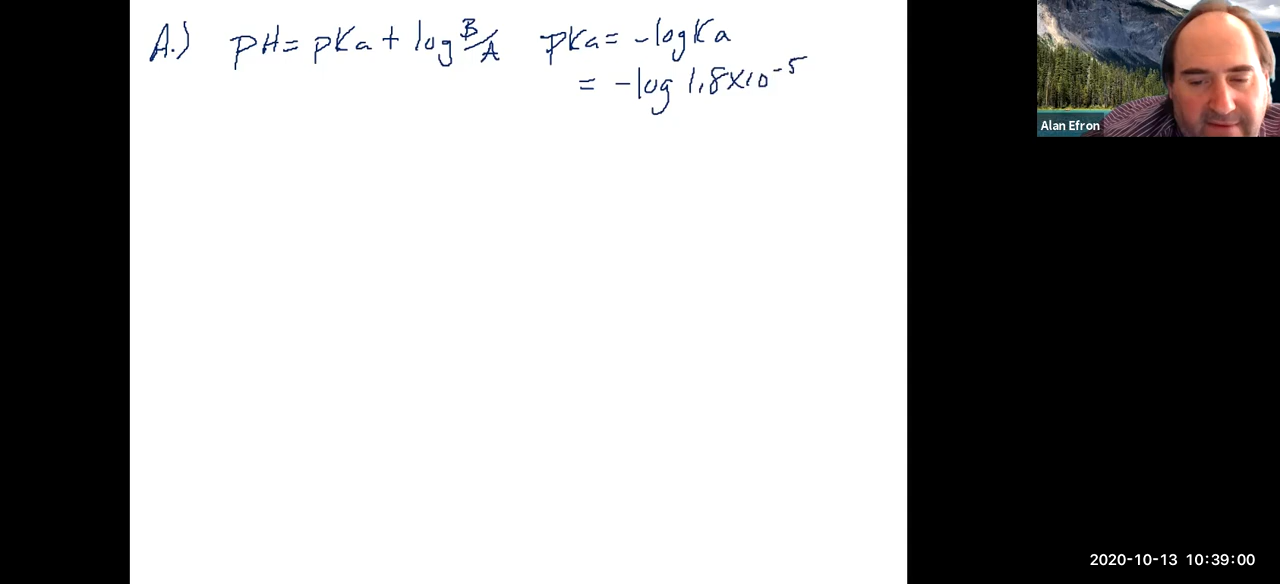 A.) pH = pKa + log B/A pKa = -log Ka
= -log 1.8x10⁻⁵
Alan Efron
2020-10-13 10:39:00